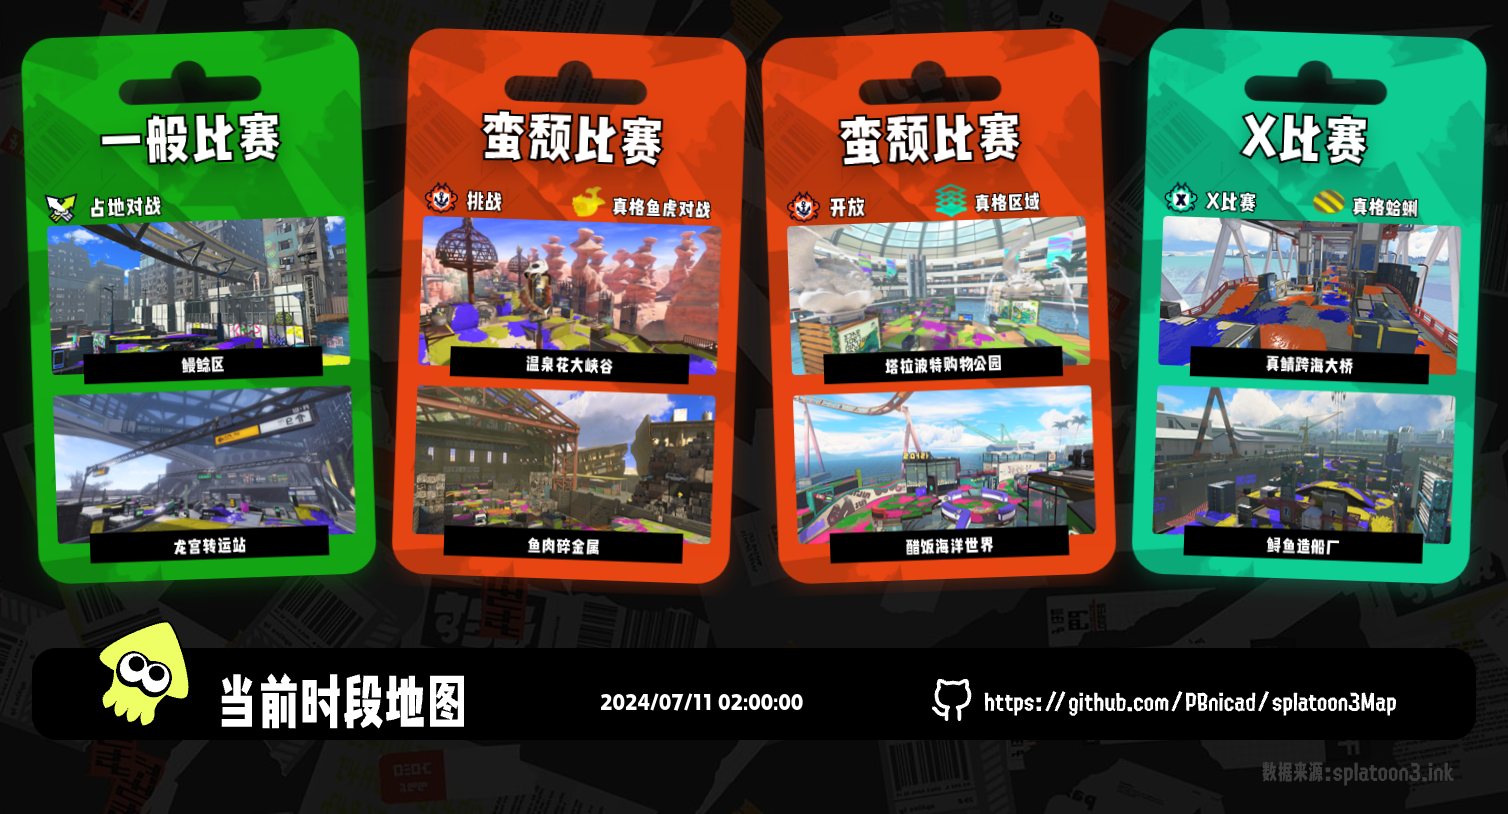 一般比赛
占地对战
鳗鲶区
龙宫转运站
蛮颓比赛
挑战
真格鱼虎对战
温泉花大峡谷
鱼肉碎金属
蛮颓比赛
开放
真格区域
塔拉波特购物公园
醋饭海洋世界
X比赛
X比赛
真格蛤蜊
真鲭跨海大桥
鲟鱼造船厂
当前时段地图
2024/07/11 02:00:00
https://github.com/PBnicad/splatoon3Map
数据来源:splatoon3.ink